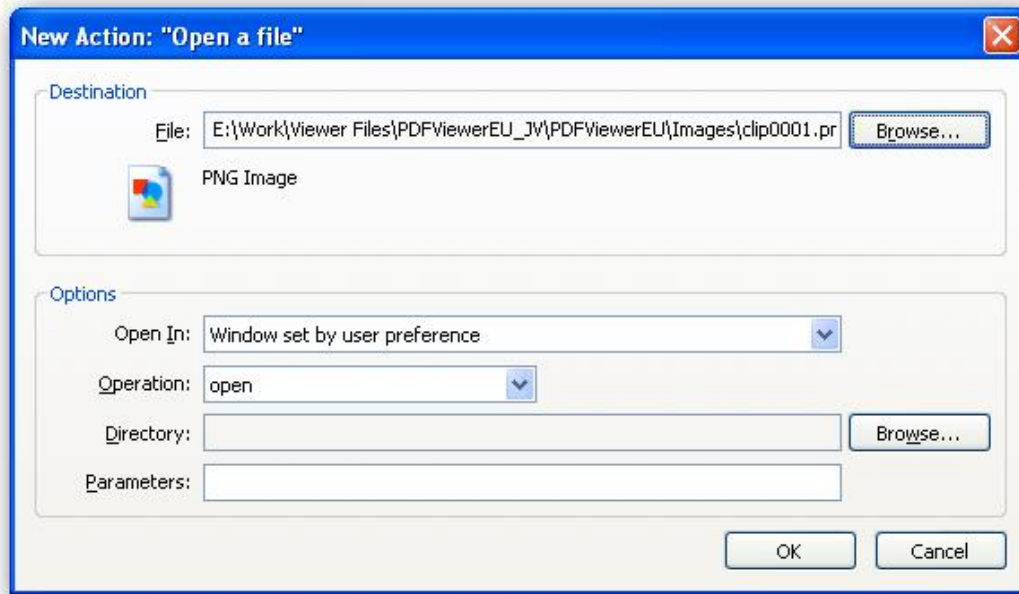 New Action: "Open a file"
Destination
File: E:\Work\Viewer Files\PDFViewerEU_JV\PDFViewerEU\Images\clip0001.pr Browse...
PNG Image
Options
Open In: Window set by user preference
Operation: open
Directory: Browse...
Parameters:
OK Cancel